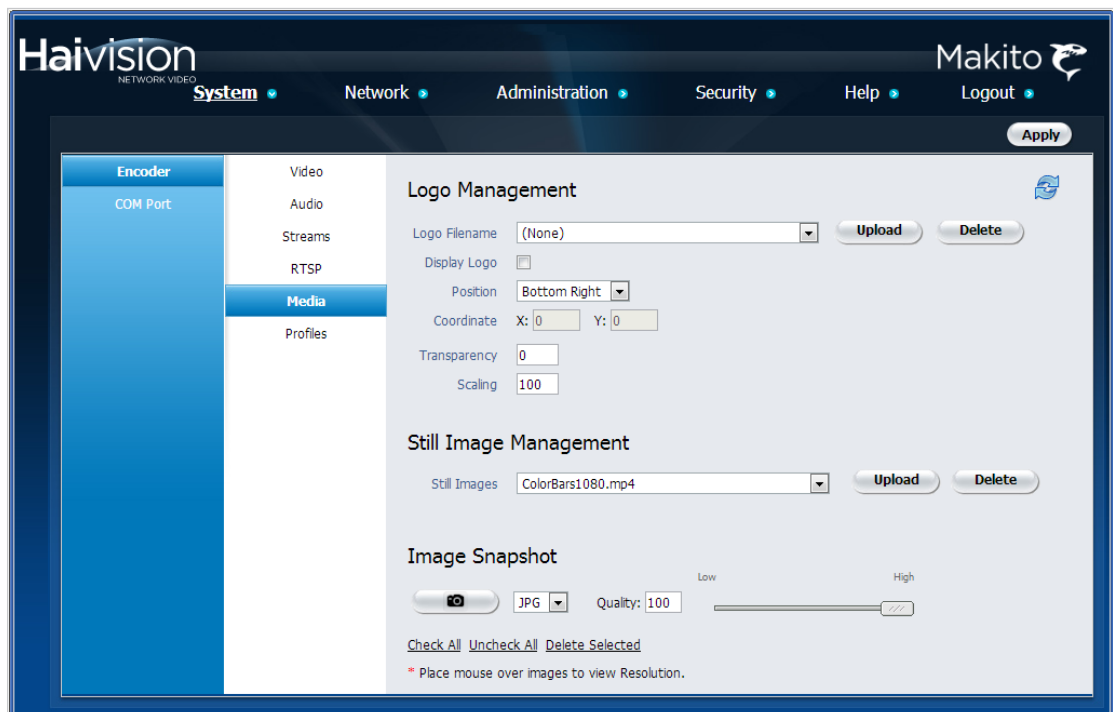 Haivision
NETWORK VIDEO
Makito
System Network Administration Security Help Logout
Apply
Encoder
COM Port
Video
Audio
Streams
RTSP
Media
Profiles
Logo Management
Logo Filename (None) Upload Delete
Display Logo
Position Bottom Right
Coordinate X: 0 Y: 0
Transparency 0
Scaling 100
Still Image Management
Still Images ColorBars1080.mp4 Upload Delete
Image Snapshot
Low High
JPG Quality: 100
Check All Uncheck All Delete Selected
* Place mouse over images to view Resolution.